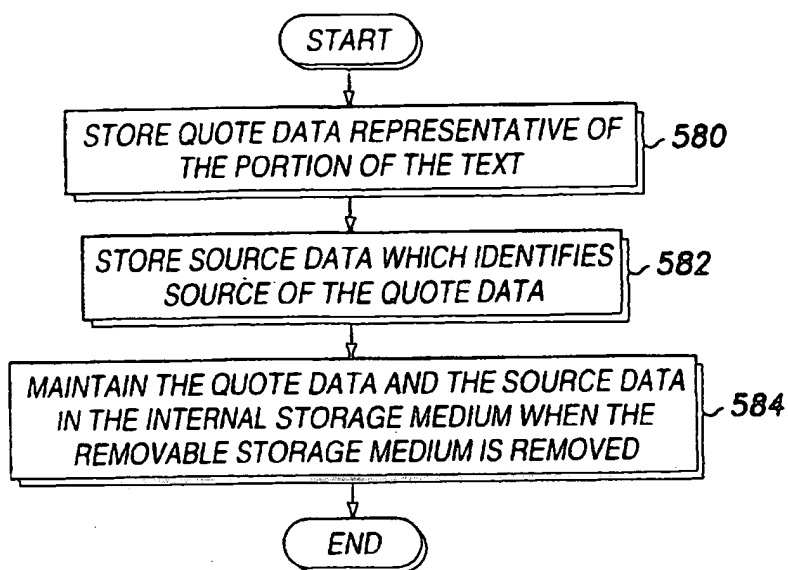 START
STORE QUOTE DATA REPRESENTATIVE OF
THE PORTION OF THE TEXT
580
STORE SOURCE DATA WHICH IDENTIFIES
SOURCE OF THE QUOTE DATA
582
MAINTAIN THE QUOTE DATA AND THE SOURCE DATA
IN THE INTERNAL STORAGE MEDIUM WHEN THE
REMOVABLE STORAGE MEDIUM IS REMOVED
584
END